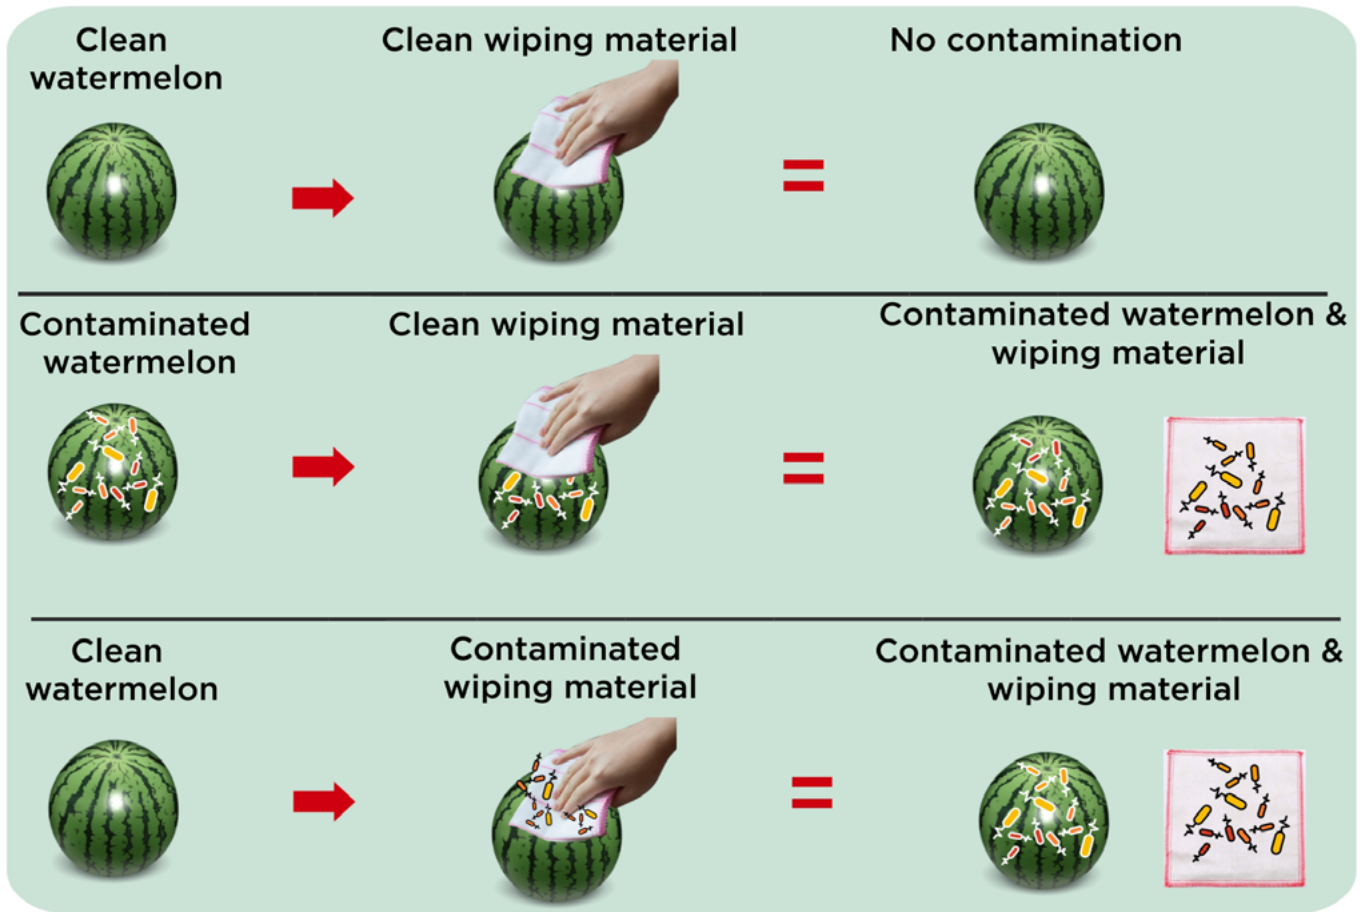 Clean
watermelon
Clean wiping material
No contamination
=
Contaminated
watermelon
Clean wiping material
Contaminated watermelon &
wiping material
=
Clean
watermelon
Contaminated
wiping material
Contaminated watermelon &
wiping material
=